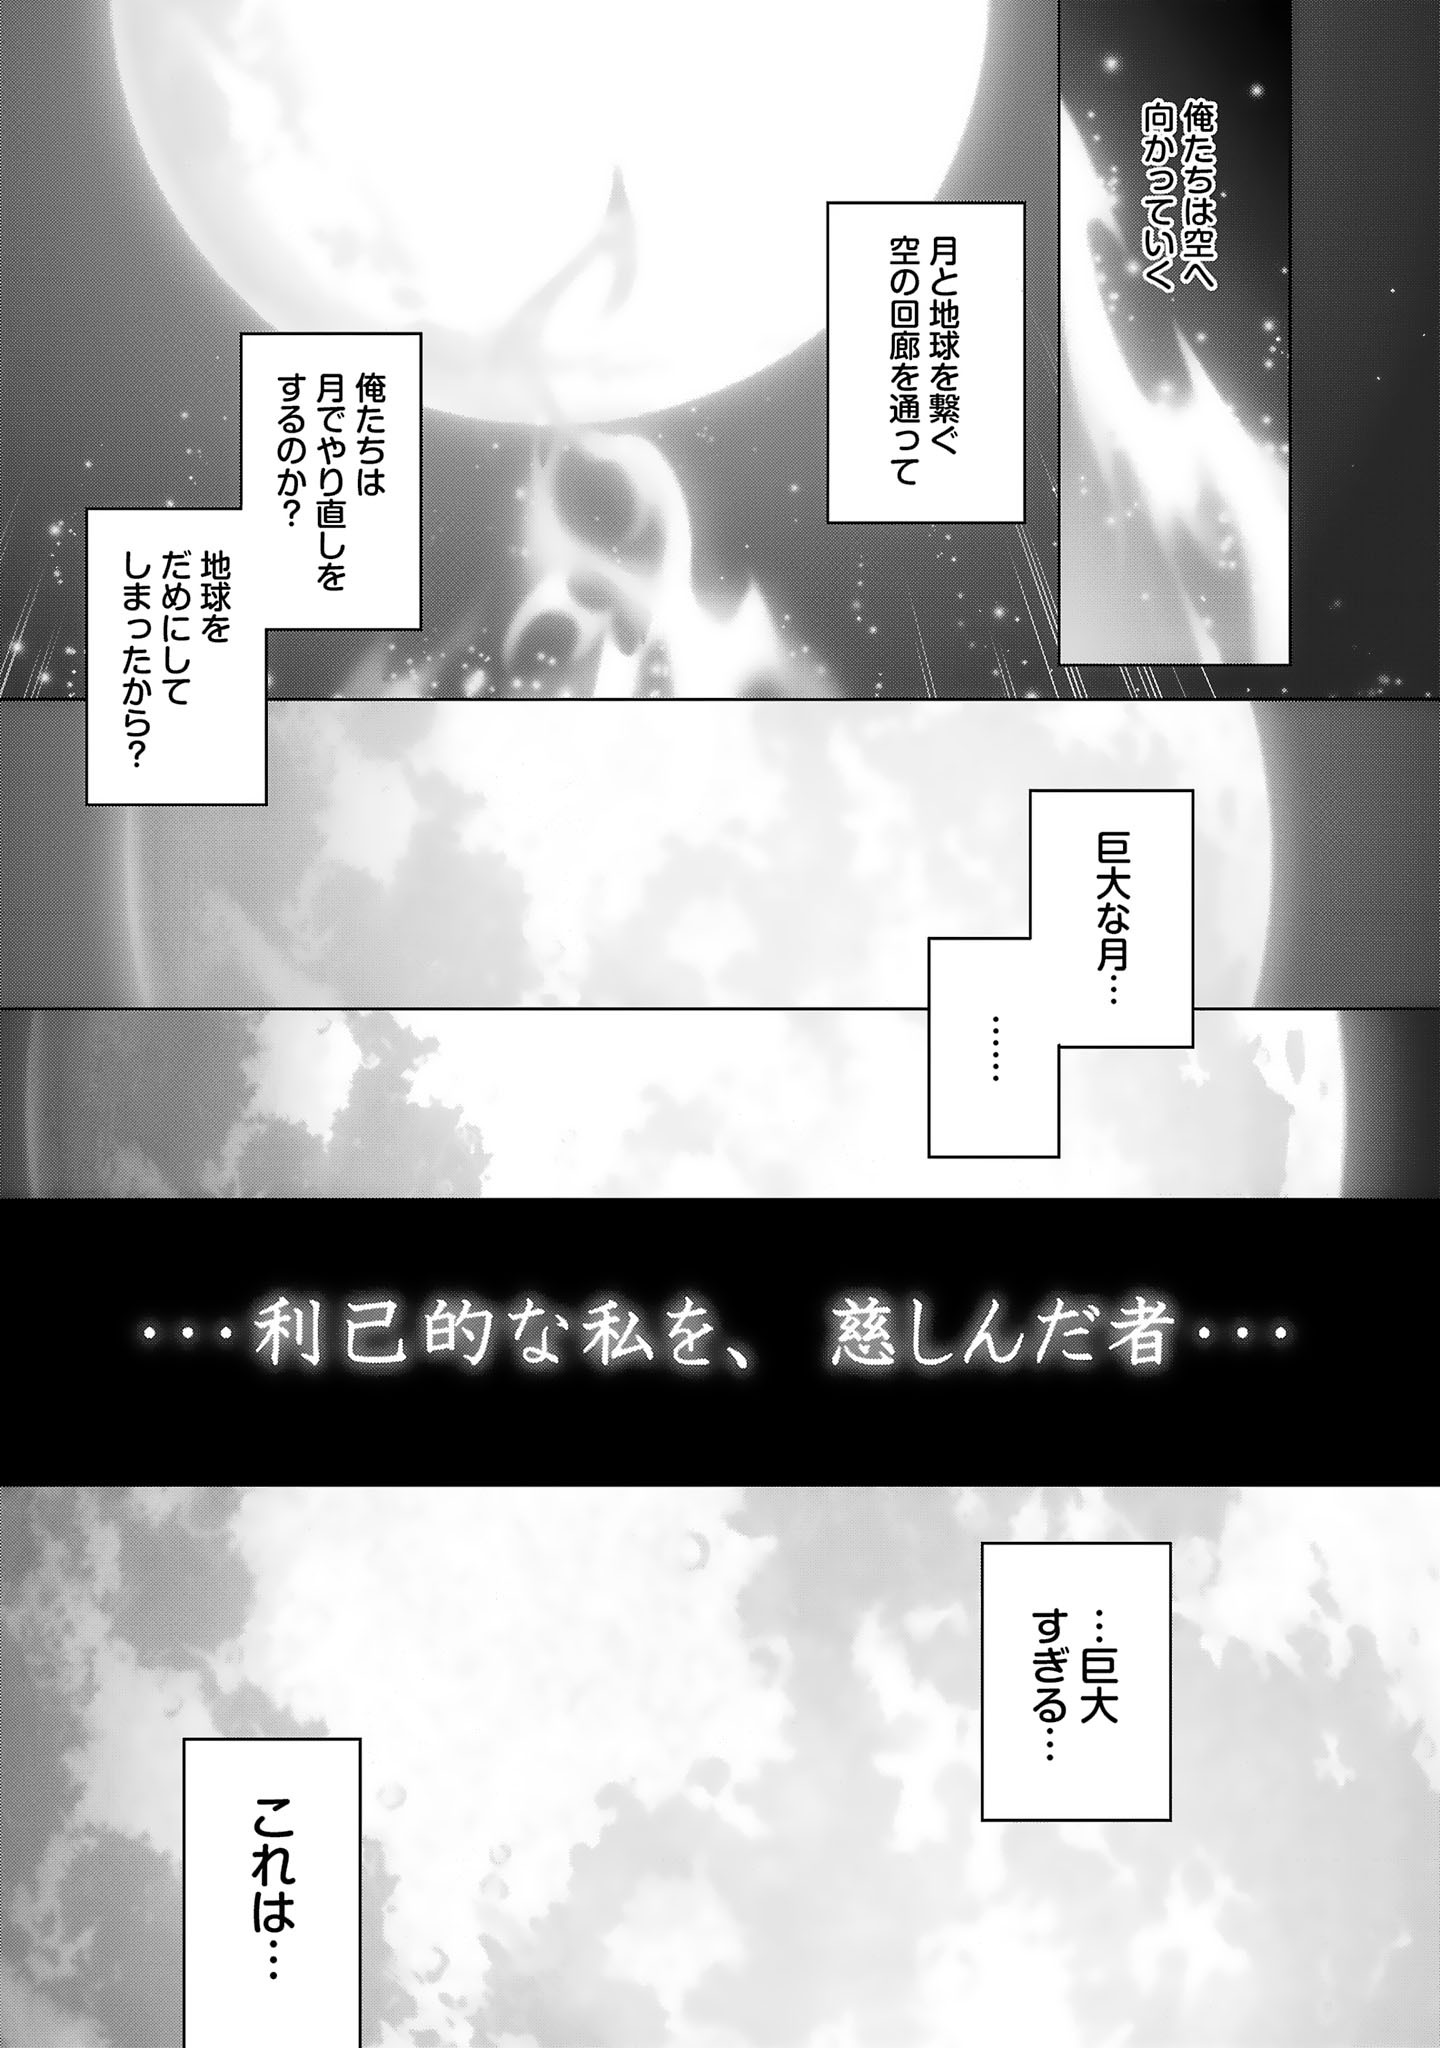 俺たちは空へ
向かっていく
月と地球を繋ぐ
空の回廊を通って
俺たちは
月でやり直しを
するのか?
地球を
だめにして
しまったから?
巨大な月…
……
…利己的な私を、 慈しんだ者…
…巨大
すぎる…
これは…